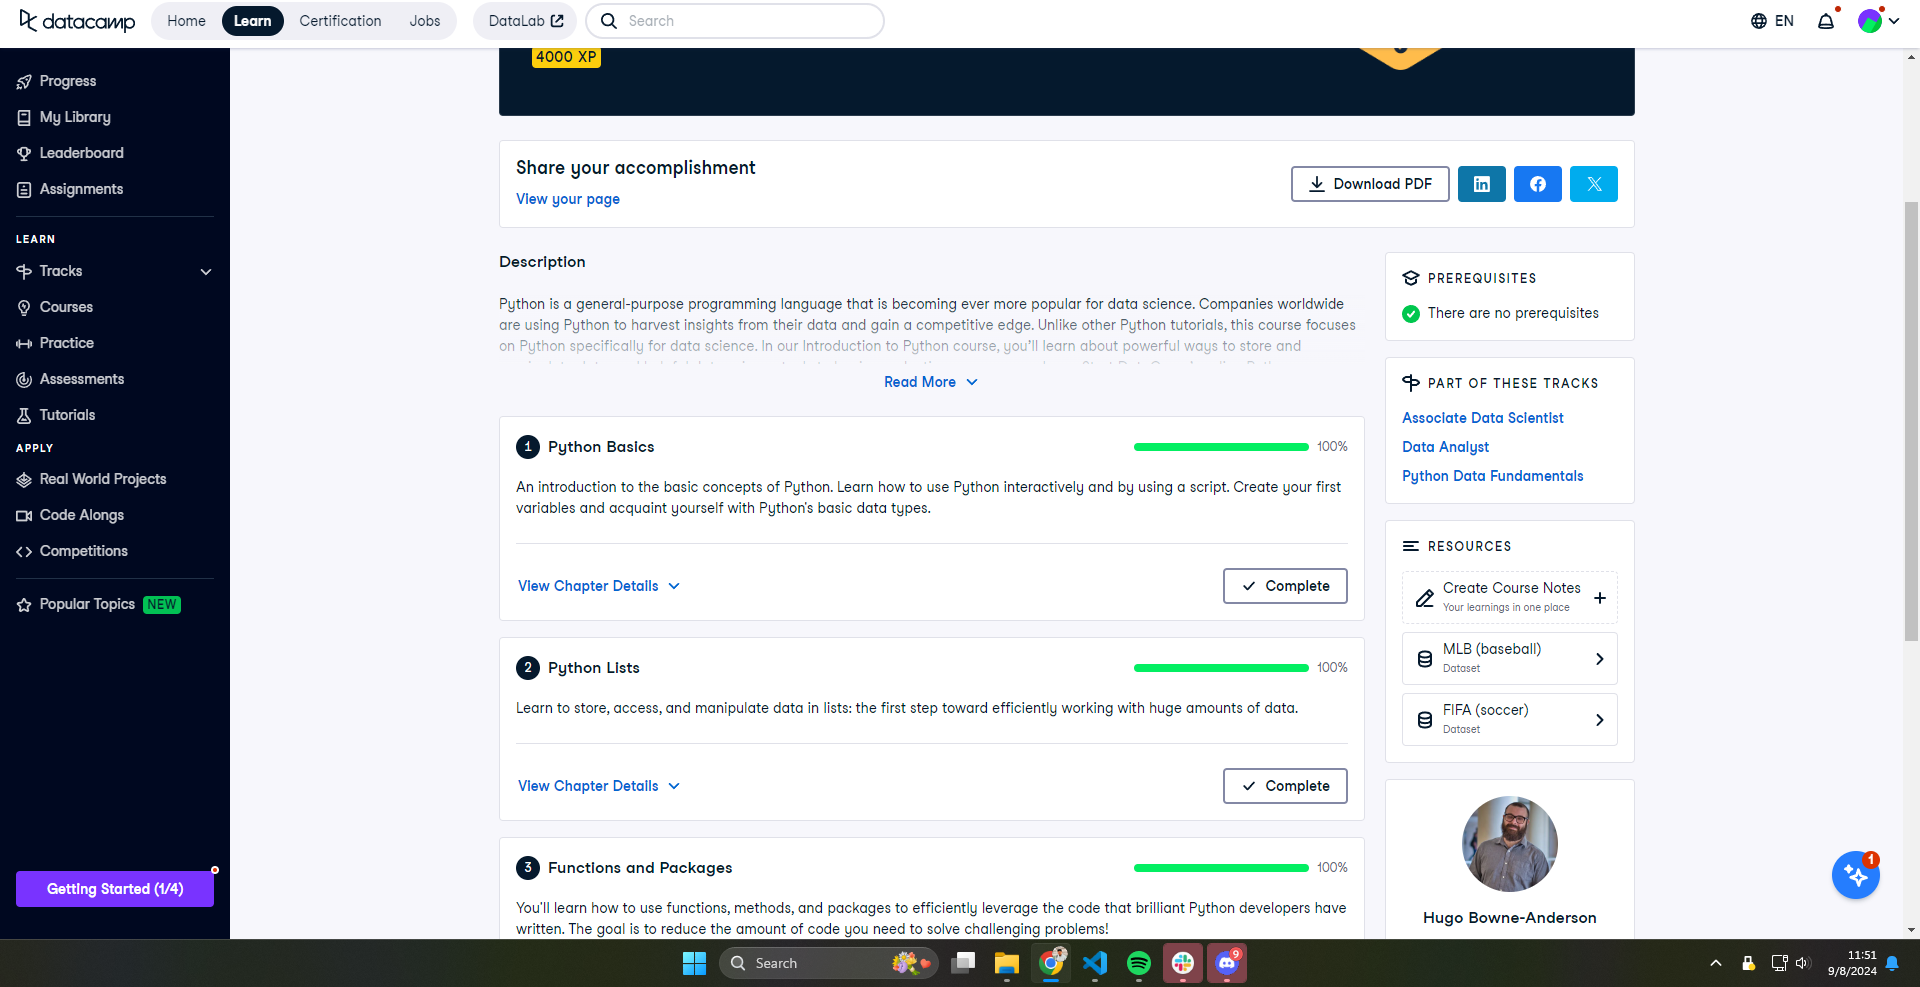 datacamp
Home
Learn
Certification
Jobs
DataLab
Search
EN
Progress
My Library
Leaderboard
Assignments
LEARN
Tracks
Courses
Practice
Assessments
Tutorials
APPLY
Real World Projects
Code Alongs
Competitions
Popular Topics NEW
Getting Started (1/4)
4000 XP
Share your accomplishment
View your page
Download PDF
Description
Python is a general-purpose programming language that is becoming ever more popular for data science. Companies worldwide
are using Python to harvest insights from their data and gain a competitive edge. Unlike other Python tutorials, this course focuses
on Python specifically for data science. In our Introduction to Python course, you’ll learn about powerful ways to store and
Read More
1 Python Basics
100%
An introduction to the basic concepts of Python. Learn how to use Python interactively and by using a script. Create your first
variables and acquaint yourself with Python's basic data types.
View Chapter Details
Complete
2 Python Lists
100%
Learn to store, access, and manipulate data in lists: the first step toward efficiently working with huge amounts of data.
View Chapter Details
Complete
3 Functions and Packages
100%
You'll learn how to use functions, methods, and packages to efficiently leverage the code that brilliant Python developers have
written. The goal is to reduce the amount of code you need to solve challenging problems!
PREREQUISITES
There are no prerequisites
PART OF THESE TRACKS
Associate Data Scientist
Data Analyst
Python Data Fundamentals
RESOURCES
Create Course Notes
Your learnings in one place
MLB (baseball)
Dataset
FIFA (soccer)
Dataset
Hugo Bowne-Anderson
1
Search
9
11:51
9/8/2024